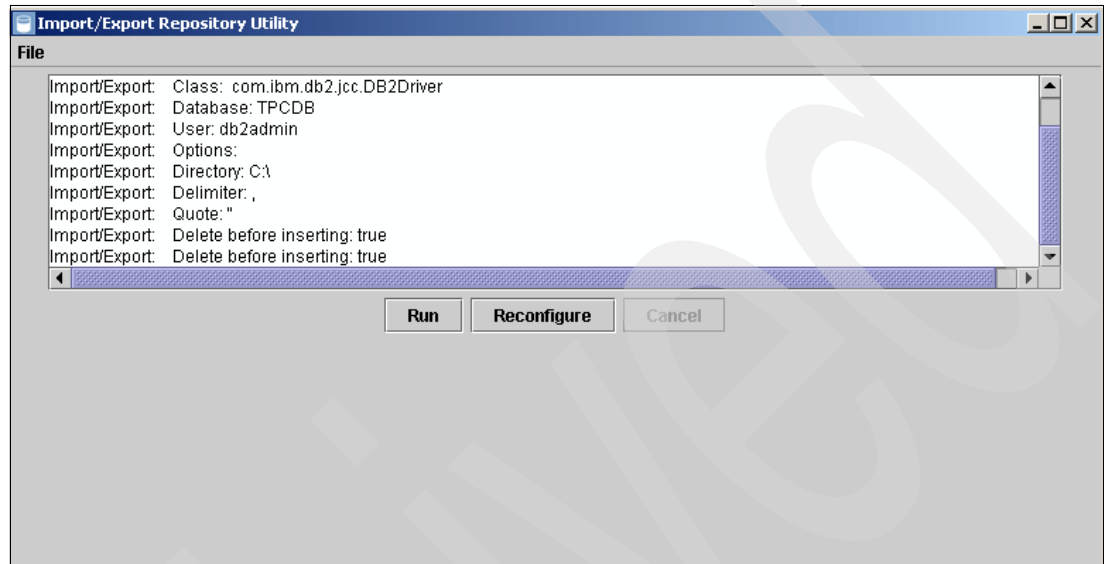 Import/Export Repository Utility
File
Import/Export: Class: com.ibm.db2.jcc.DB2Driver
Import/Export: Database: TPCDB
Import/Export: User: db2admin
Import/Export: Options:
Import/Export: Directory: C:\
Import/Export: Delimiter: ,
Import/Export: Quote: "
Import/Export: Delete before inserting: true
Import/Export: Delete before inserting: true
Run Reconfigure Cancel